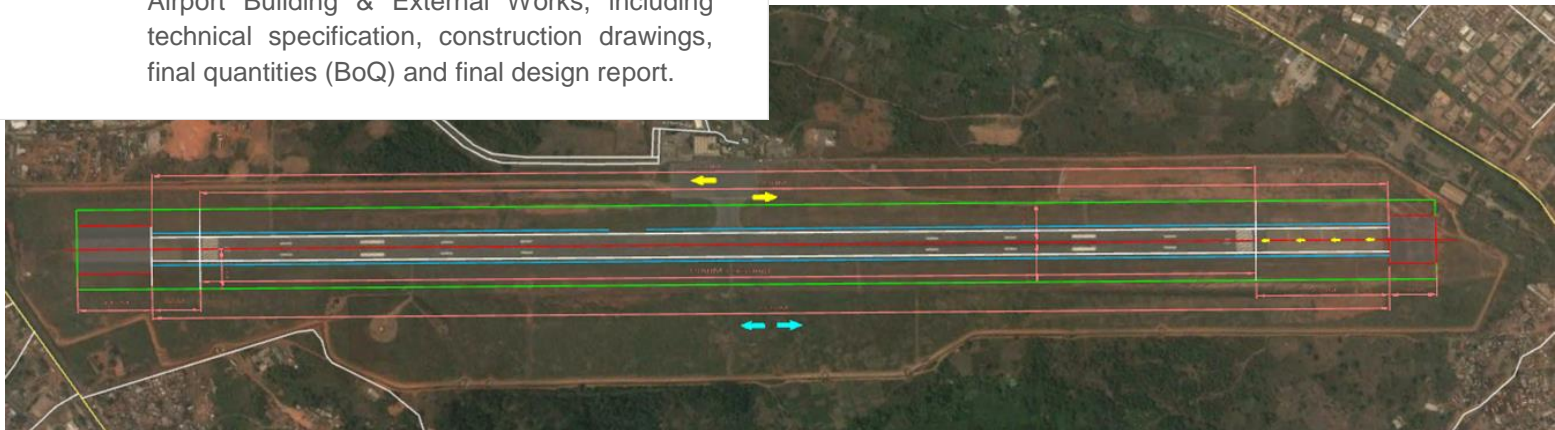 Airport Building & External Works, including
technical specification, construction drawings,
final quantities (BoQ) and final design report.